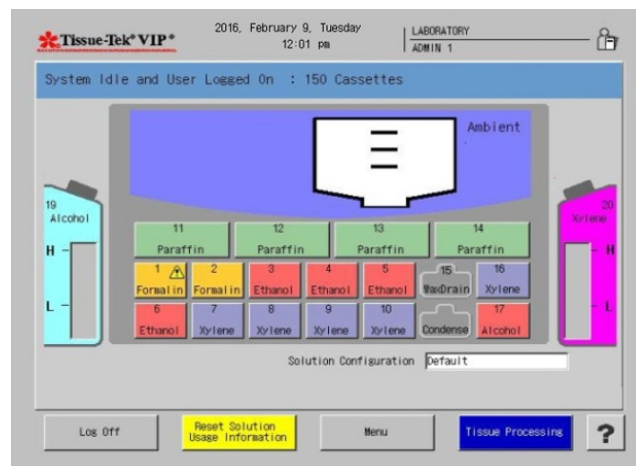 Tissue-Tek® VIP®
2016, February 9, Tuesday
12:01 pm
LABORATORY
ADMIN 1
System Idle and User Logged On : 150 Cassettes
Ambient
19
Alcohol
H
L
20
Xylene
H
L
11
Paraffin
12
Paraffin
13
Paraffin
14
Paraffin
1
Formalin
2
Formalin
3
Ethanol
4
Ethanol
5
Ethanol
15
WaxDrain
16
Xylene
6
Ethanol
7
Xylene
8
Xylene
9
Xylene
10
Xylene
Condense
17
Alcohol
Solution Configuration Default
Log Off
Reset Solution
Usage Information
Menu
Tissue Processing
?